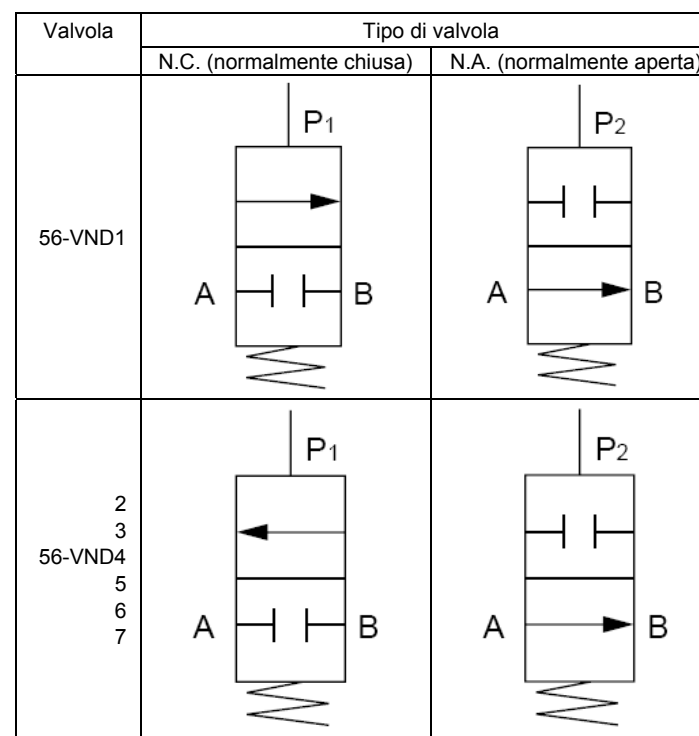 Valvola
Tipo di valvola
N.C. (normalmente chiusa)
N.A. (normalmente aperta)
56-VND1
P1
A
B
P2
A
B
2
3
56-VND4
5
6
7
P1
A
B
P2
A
B